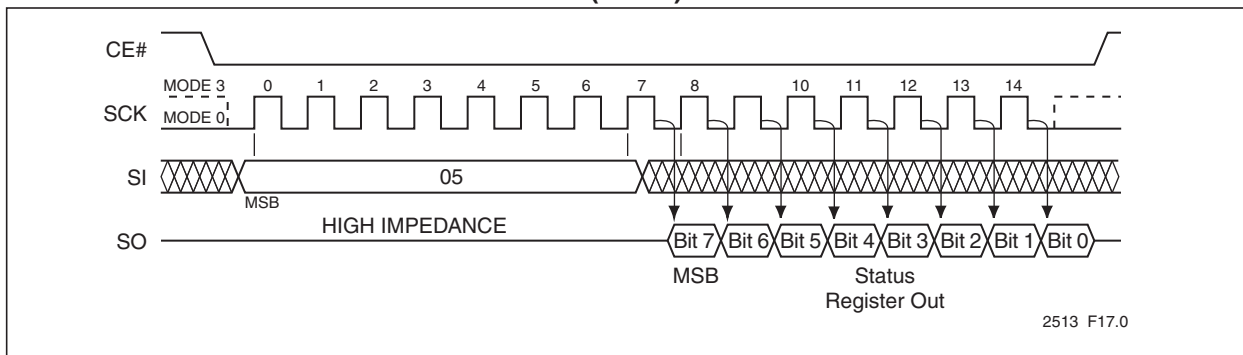 CE#
MODE 3 0 1 2 3 4 5 6 7 8 10 11 12 13 14
SCK
MODE 0
SI 05
MSB
HIGH IMPEDANCE
SO Bit 7 Bit 6 Bit 5 Bit 4 Bit 3 Bit 2 Bit 1 Bit 0
MSB Status
Register Out
2513 F17.0